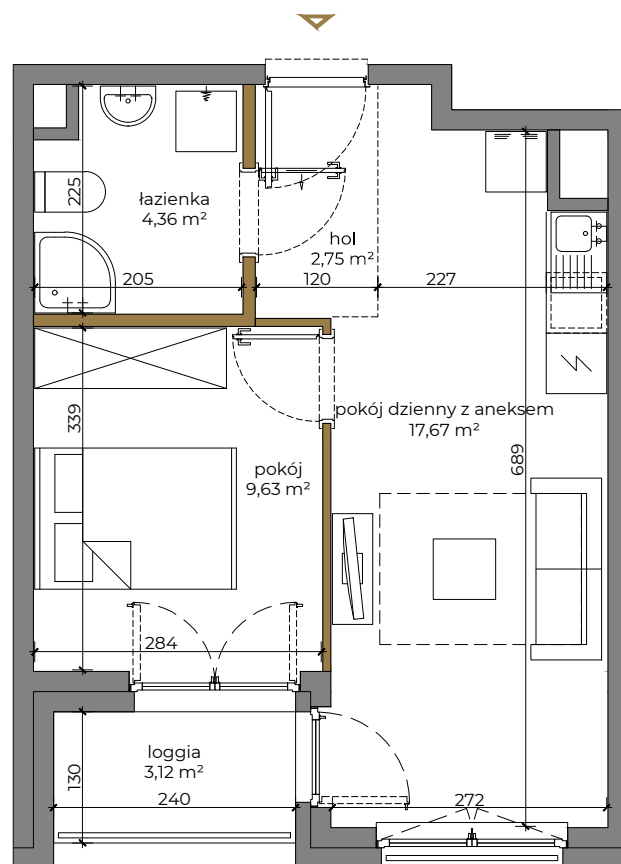 łazienka
4,36 m²
225
205
hol
2,75 m²
120
227
pokój dzienny z aneksem
17,67 m²
689
339
pokój
9,63 m²
284
loggia
3,12 m²
130
240
272